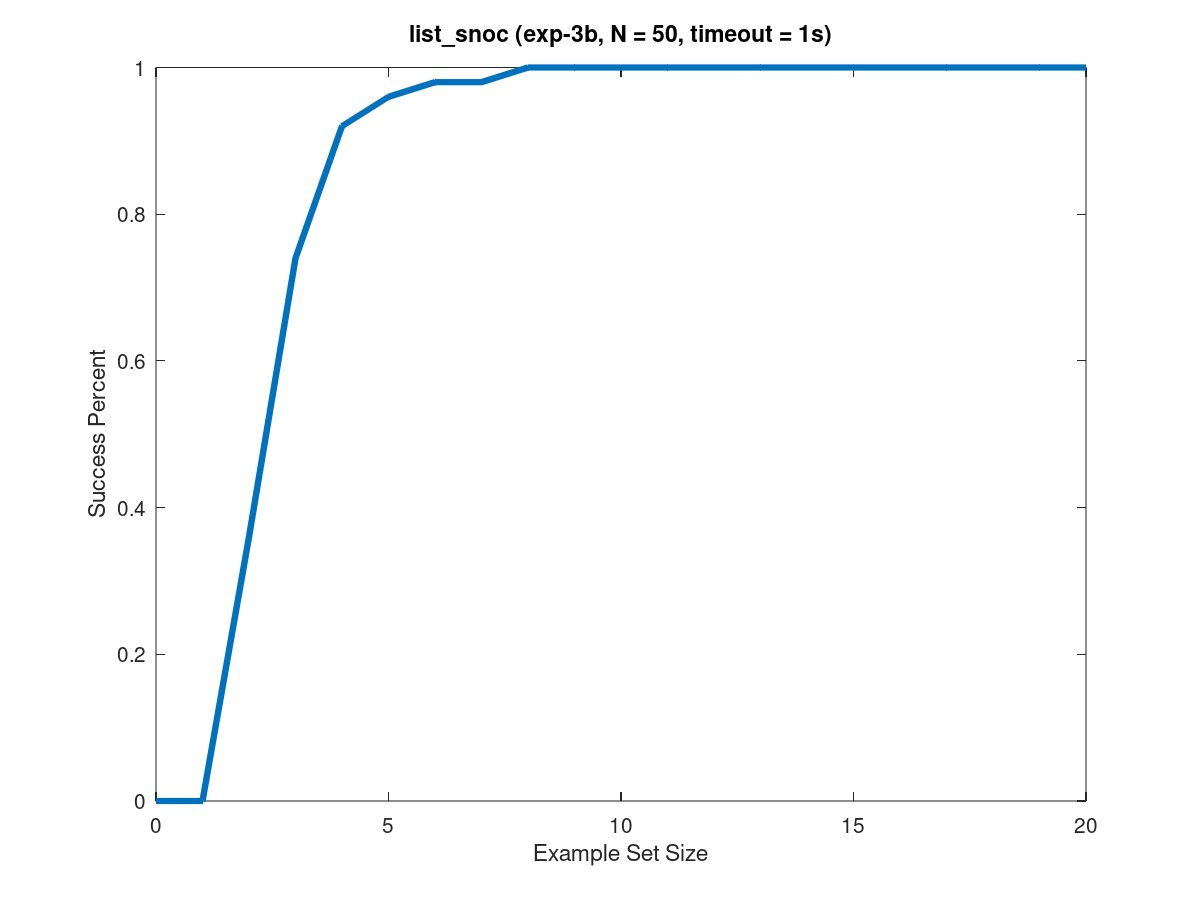 list_snoc (exp-3b, N = 50, timeout = 1s)
1
0.8
0.6
0.4
0.2
0
Success Percent
0 5 10 15 20
Example Set Size